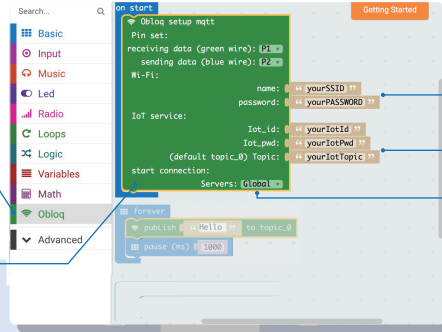 Search...
Getting Started
Basic
Input
Music
Led
Radio
Loops
Logic
Variables
Math
Obloq
Advanced
on start
Obloq setup mqtt
Pin set:
receiving data (green wire): P1
sending data (blue wire): P2
Wi-Fi:
name: "yourSSID"
password: "yourPASSWORD"
IoT service:
Iot_id: "yourIotId"
Iot_pwd: "yourIotPwd"
(default topic_0) Topic: "yourIotTopic"
start connection:
Servers: Global
forever
pubLish "Hello" to topic_0
pause (ms) 1000